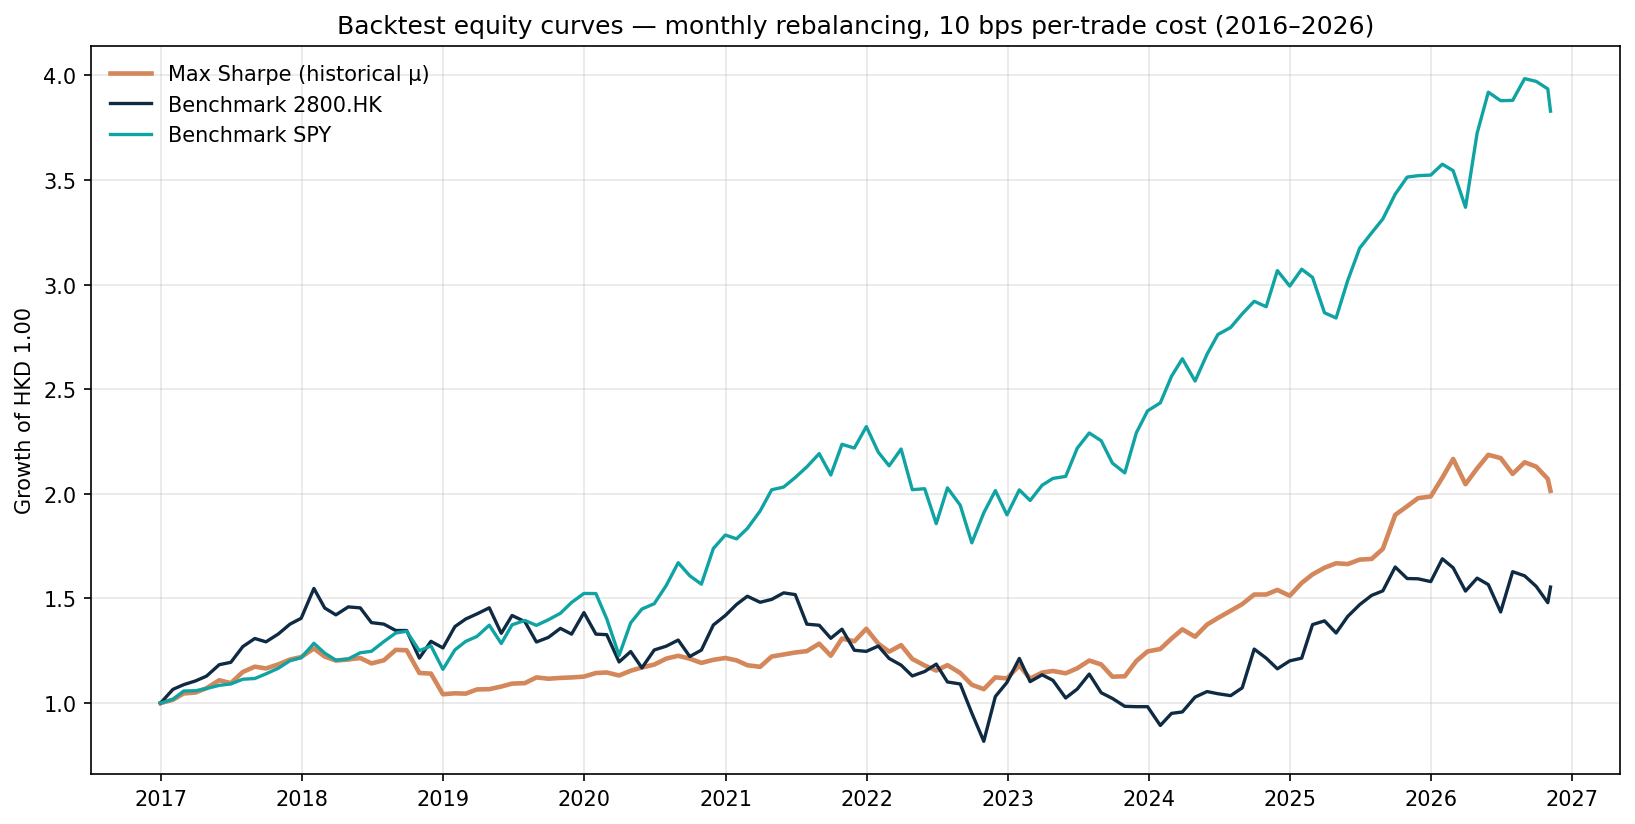 Backtest equity curves — monthly rebalancing, 10 bps per-trade cost (2016–2026)
Max Sharpe (historical μ)
Benchmark 2800.HK
Benchmark SPY
Growth of HKD 1.00
4.0
3.5
3.0
2.5
2.0
1.5
1.0
2017 2018 2019 2020 2021 2022 2023 2024 2025 2026 2027